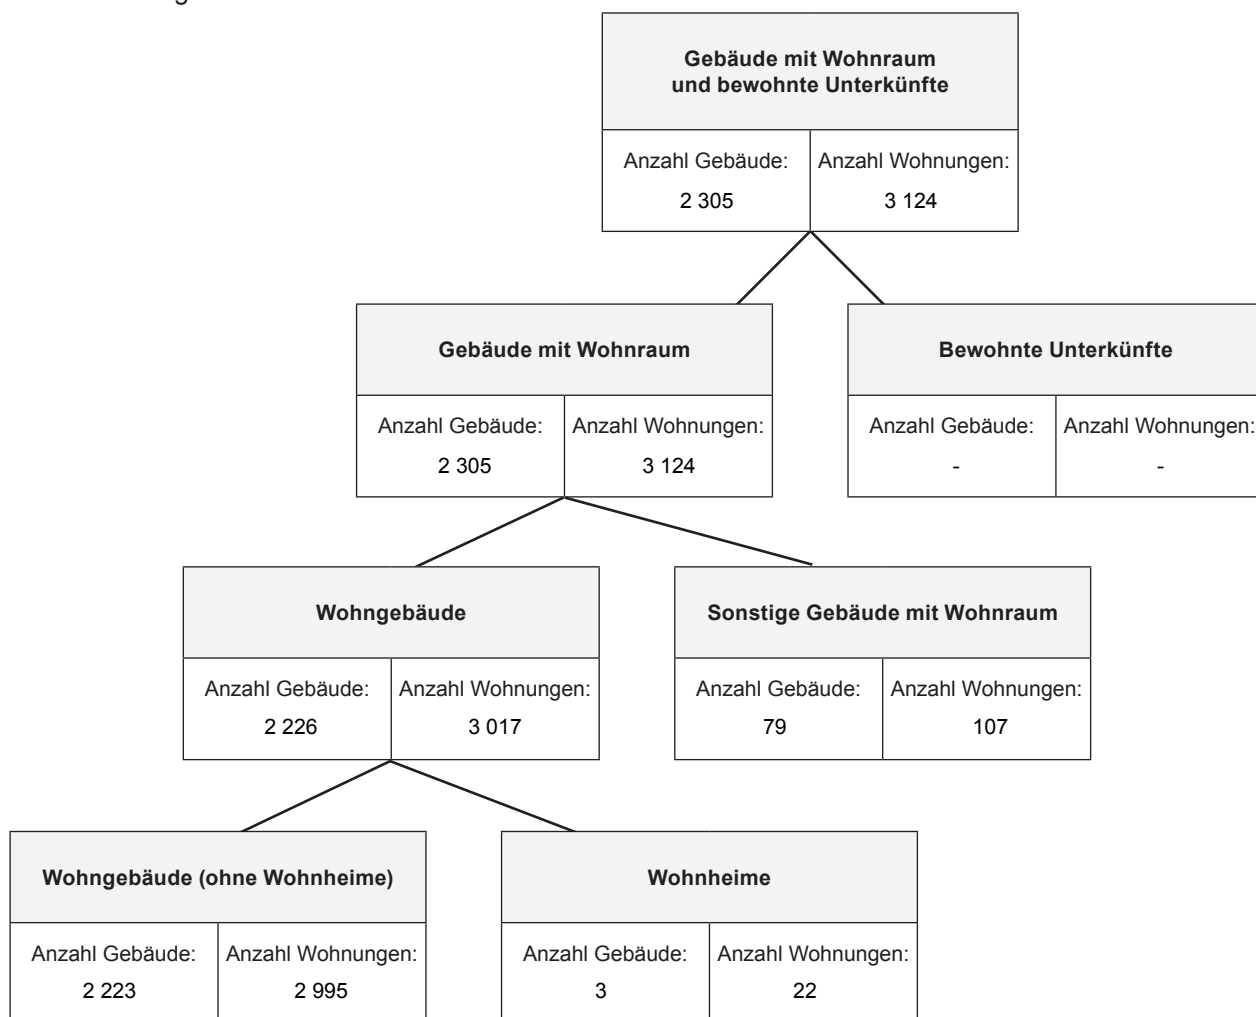 Gebäude mit Wohnraum
und bewohnte Unterkünfte
Anzahl Gebäude: Anzahl Wohnungen:
2 305 3 124
Gebäude mit Wohnraum
Anzahl Gebäude: Anzahl Wohnungen:
2 305 3 124
Bewohnte Unterkünfte
Anzahl Gebäude: Anzahl Wohnungen:
- -
Wohngebäude
Anzahl Gebäude: Anzahl Wohnungen:
2 226 3 017
Sonstige Gebäude mit Wohnraum
Anzahl Gebäude: Anzahl Wohnungen:
79 107
Wohngebäude (ohne Wohnheime)
Anzahl Gebäude: Anzahl Wohnungen:
2 223 2 995
Wohnheime
Anzahl Gebäude: Anzahl Wohnungen:
3 22